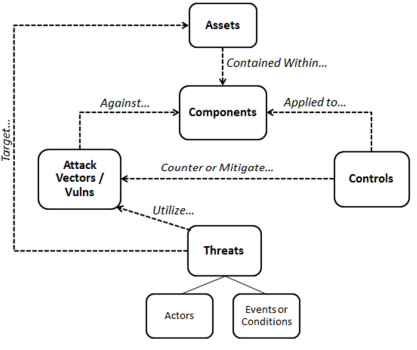 Assets
Contained Within...
Against...
Components
Applied to...
Target...
Attack
Vectors /
Vulns
Counter or Mitigate...
Controls
Utilize...
Threats
Actors
Events or
Conditions